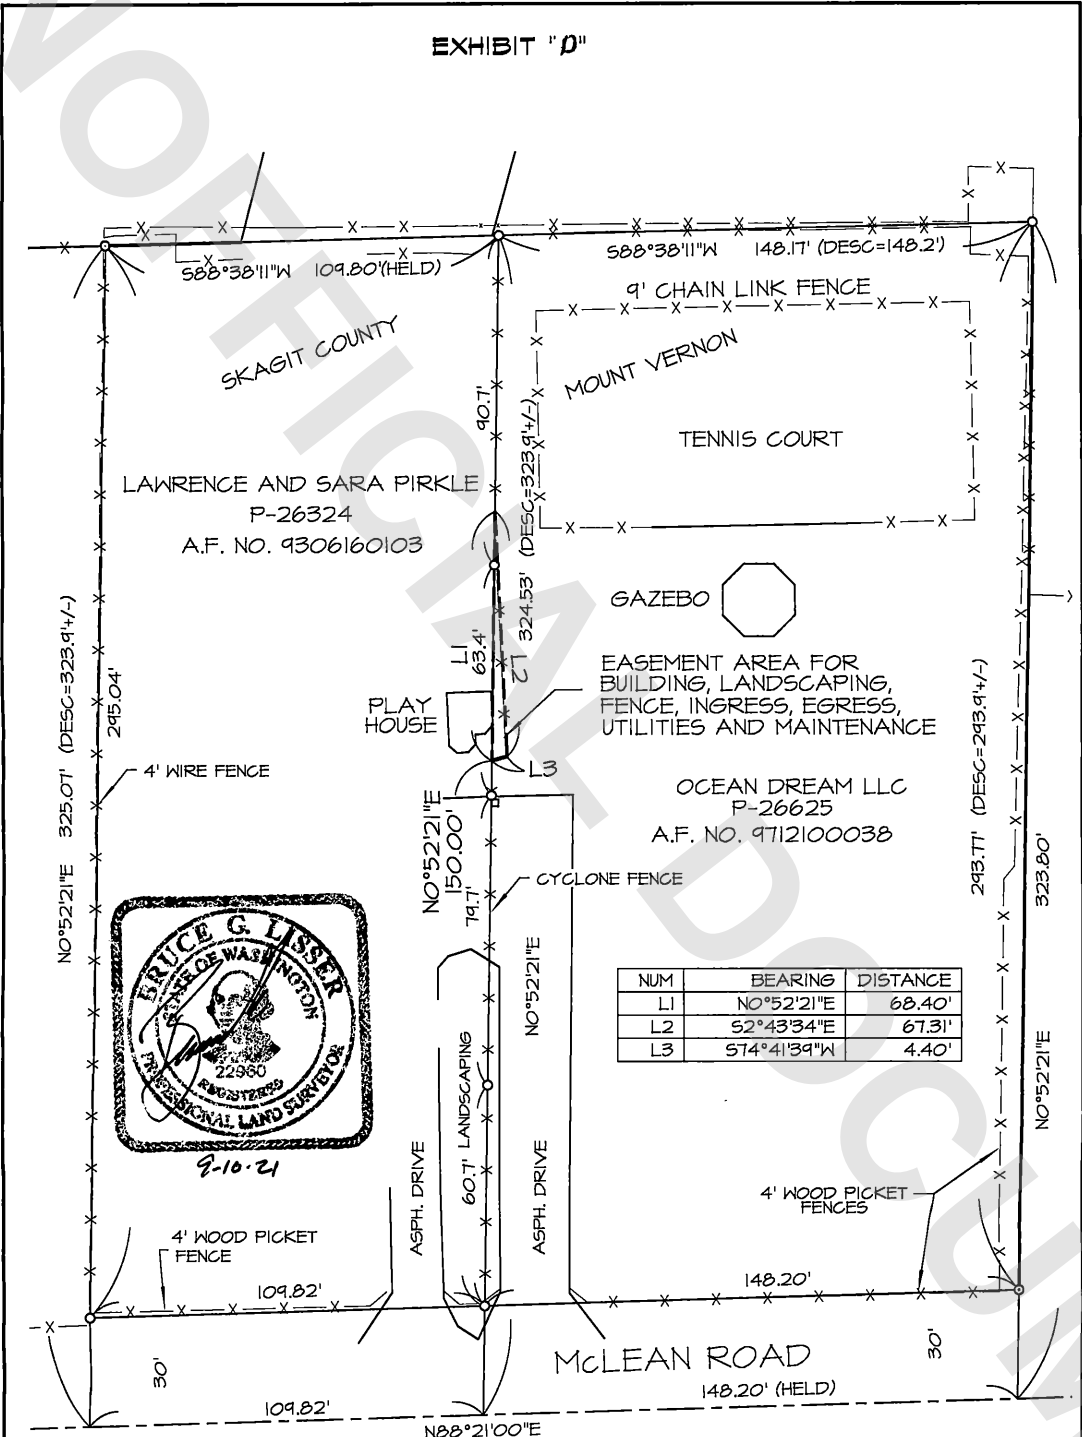 EXHIBIT "D"
S88°38'11"W 109.80'(HELD)
S88°38'11"W 148.17' (DESC=148.2')
9' CHAIN LINK FENCE
SKAGIT COUNTY
MOUNT VERNON
TENNIS COURT
90.7'
LAWRENCE AND SARA PIRKLE
P-26324
A.F. NO. 9306160103
324.53' (DESC=323.9'+/-)
GAZEBO
L1
63.4'
L2
EASEMENT AREA FOR
BUILDING, LANDSCAPING,
FENCE, INGRESS, EGRESS,
UTILITIES AND MAINTENANCE
PLAY
HOUSE
L3
N0°52'21"E 325.07' (DESC=323.9'+/-)
295.04'
4' WIRE FENCE
OCEAN DREAM LLC
P-26625
A.F. NO. 9712100038
N0°52'21"E
150.00'
79.7'
CYCLONE FENCE
N0°52'21"E
293.77' (DESC=293.9'+/-)
323.80'
N0°52'21"E
BRUCE G. LISSER
STATE OF WASHINGTON
22960
REGISTERED
PROFESSIONAL LAND SURVEYOR
9-10-21
NUM BEARING DISTANCE
L1 N0°52'21"E 68.40'
L2 S2°43'34"E 67.31'
L3 S74°41'39"W 4.40'
ASPH. DRIVE
60.7' LANDSCAPING
ASPH. DRIVE
4' WOOD PICKET
FENCES
4' WOOD PICKET
FENCE
109.82'
148.20'
30'
McLEAN ROAD
30'
109.82'
148.20' (HELD)
N88°21'00"E
UNOFFICIAL DOCUM